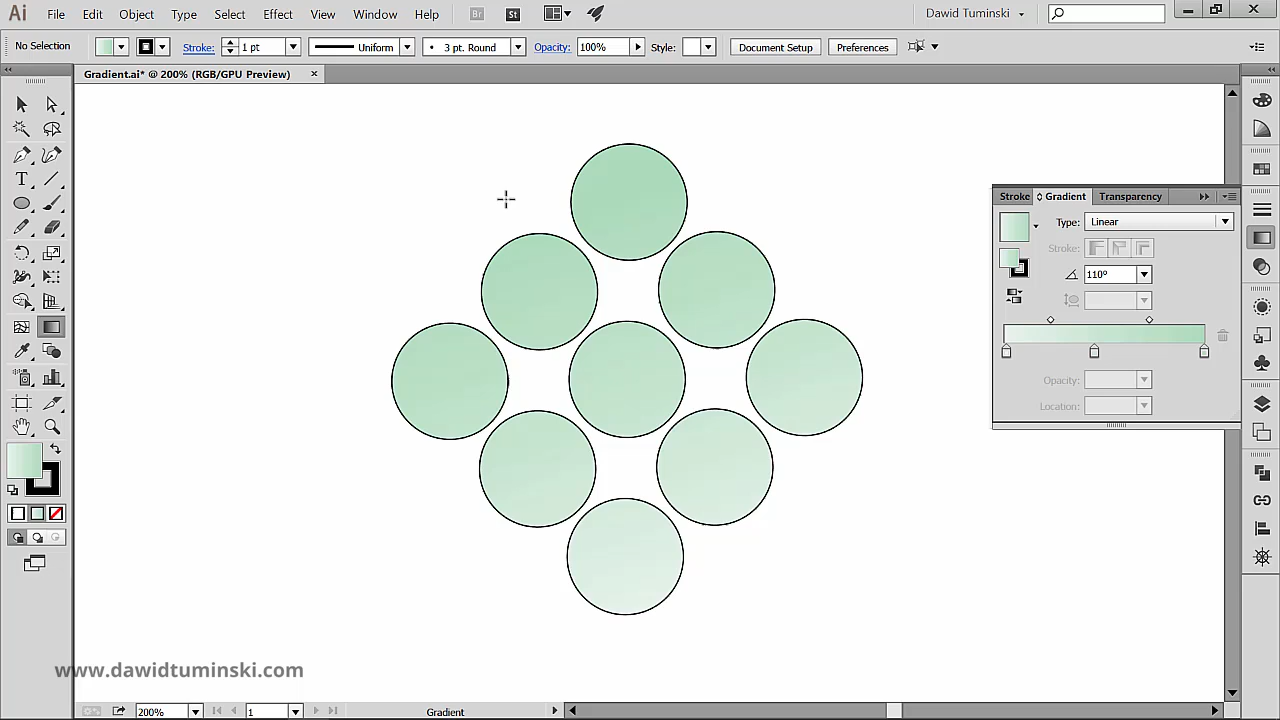 Ai File Edit Object Type Select Effect View Window Help Br St Dawid Tuminski
No Selection Stroke: 1 pt Uniform 3 pt. Round Opacity: 100% Style: Document Setup Preferences
Gradient.ai* @ 200% (RGB/GPU Preview)
Stroke Gradient Transparency
Type: Linear
Stroke:
110°
Opacity:
Location:
www.dawidtuminski.com
200% 1 Gradient